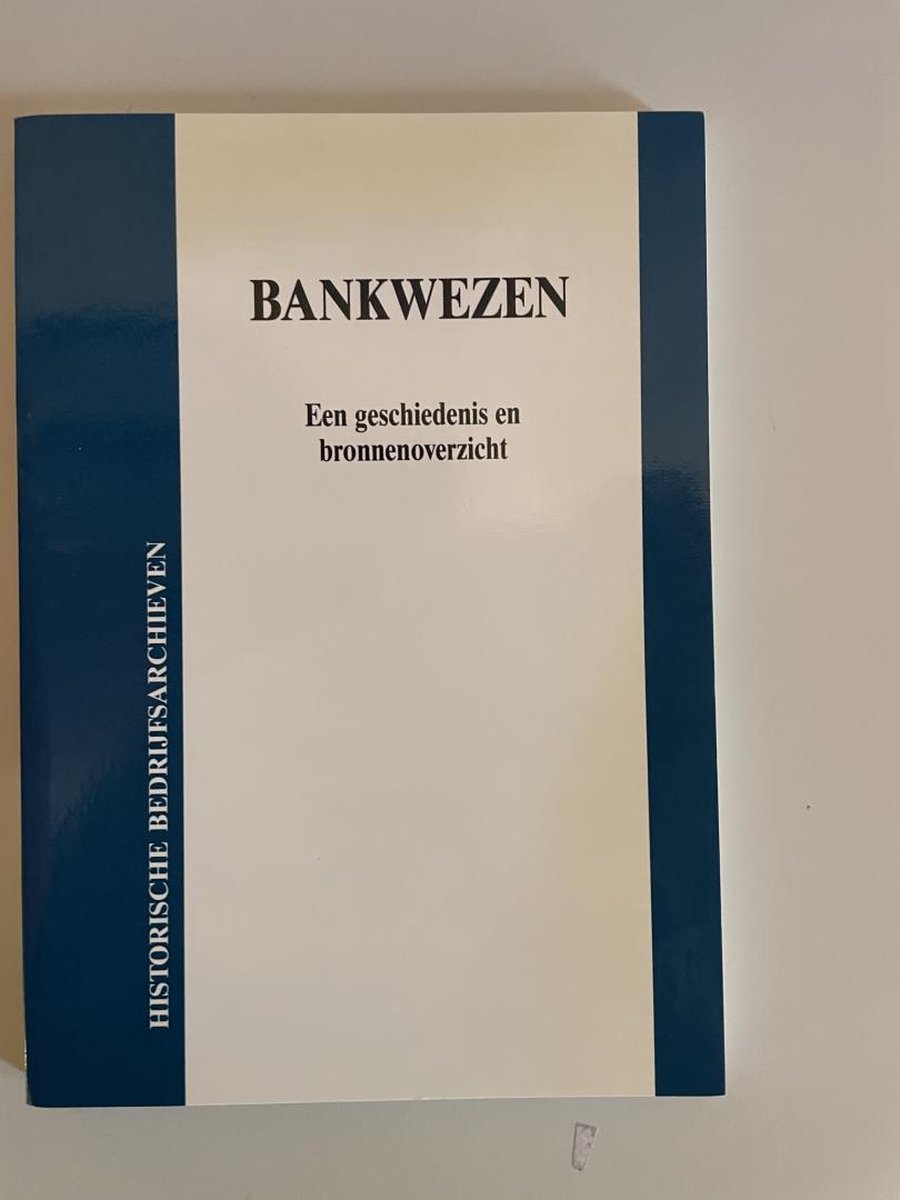 BANKWEZEN
Een geschiedenis en
bronnenoverzicht
HISTORISCHE BEDRIJFSARCHIEVEN